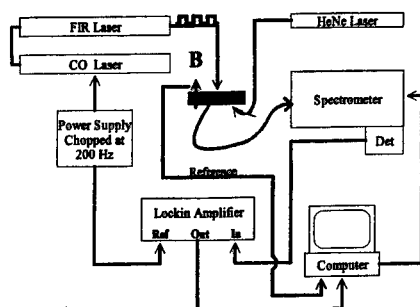 FIR Laser
HeNe Laser
CO Laser
B
Spectrometer
Power Supply
Chopped at
200 Hz
Det
Reference
Lockin Amplifier
Ref Out In
Computer